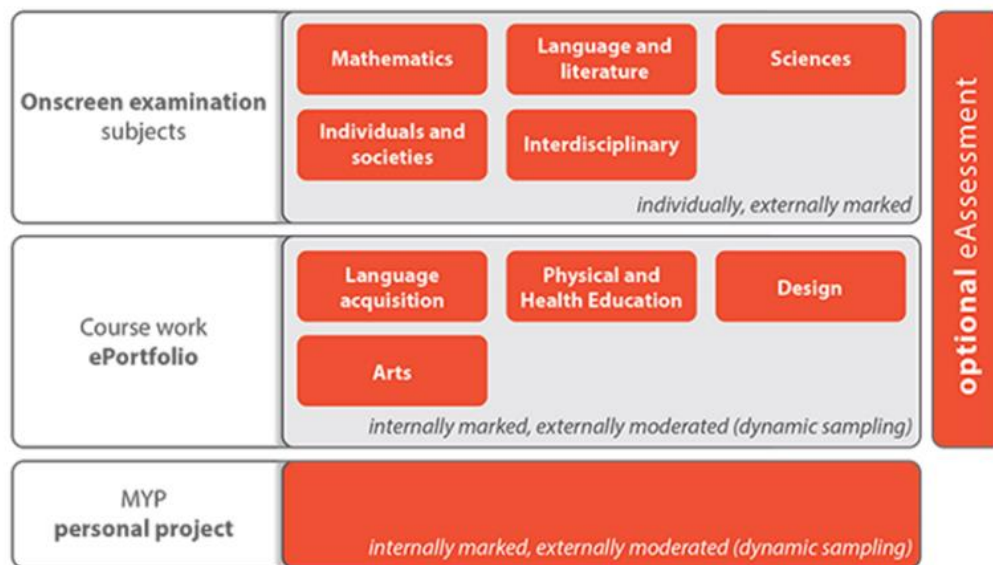 Onscreen examination
subjects
Mathematics
Language and
literature
Sciences
Individuals and
societies
Interdisciplinary
individually, externally marked
Course work
ePortfolio
Language
acquisition
Physical and
Health Education
Design
Arts
internally marked, externally moderated (dynamic sampling)
MYP
personal project
internally marked, externally moderated (dynamic sampling)
optional eAssessment